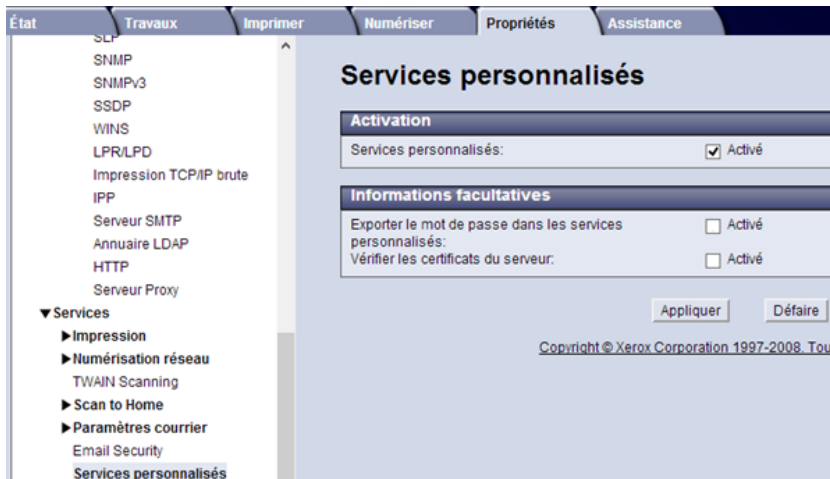 État Travaux Imprimer Numériser Propriétés Assistance
SLP
SNMP
SNMPv3
SSDP
WINS
LPR/LPD
Impression TCP/IP brute
IPP
Serveur SMTP
Annuaire LDAP
HTTP
Serveur Proxy
▼Services
▶Impression
▶Numérisation réseau
TWAIN Scanning
▶Scan to Home
▶Paramètres courrier
Email Security
Services personnalisés
Services personnalisés
Activation
Services personnalisés: Activé
Informations facultatives
Exporter le mot de passe dans les services personnalisés: Activé
Vérifier les certificats du serveur: Activé
Appliquer Défaire
Copyright © Xerox Corporation 1997-2008. Tou